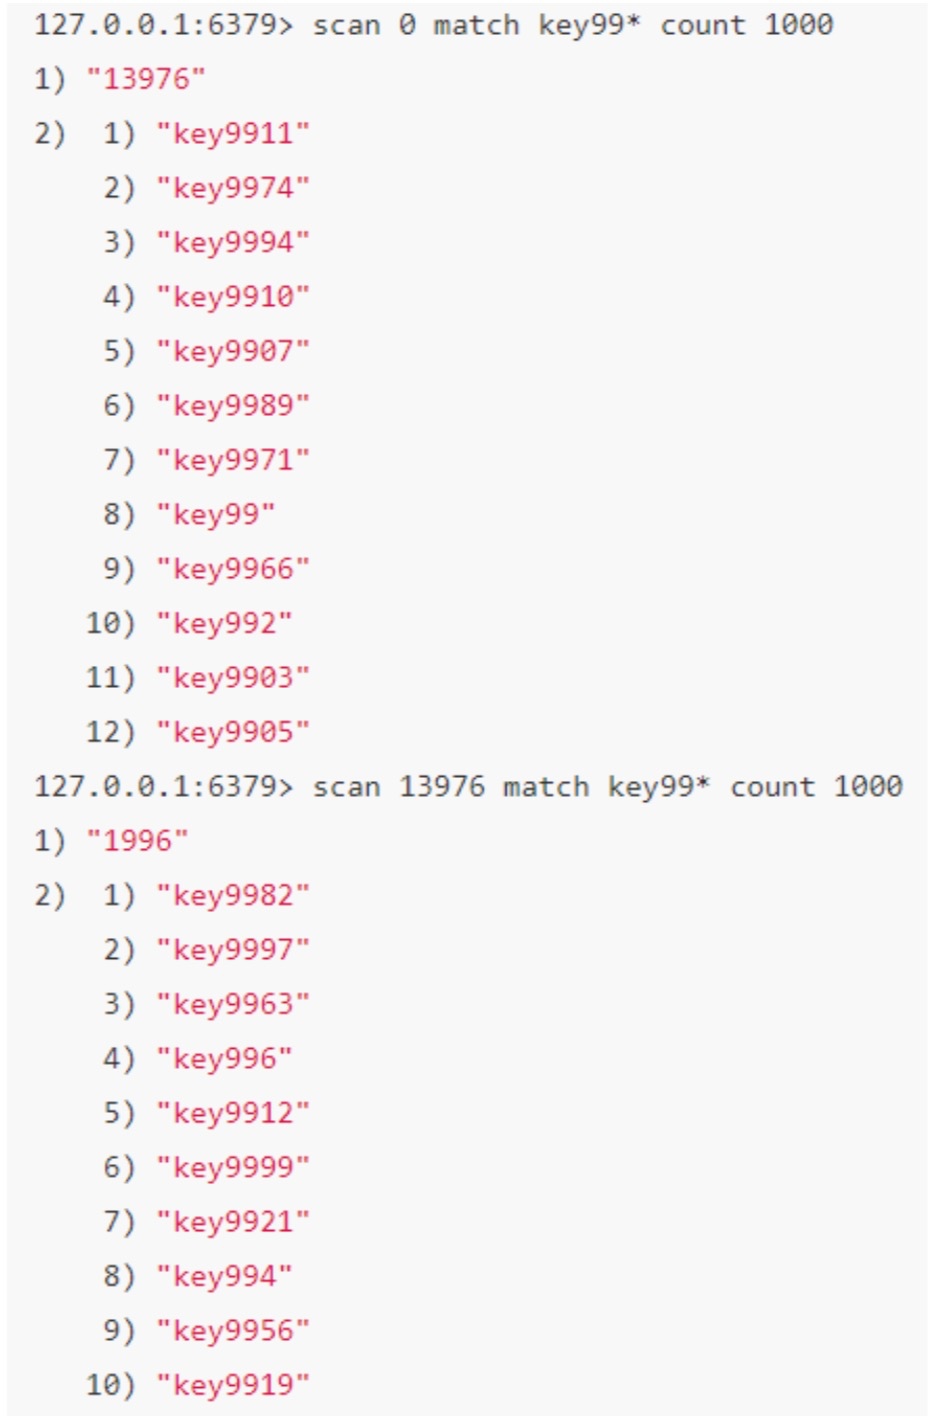 127.0.0.1:6379> scan 0 match key99* count 1000
1) "13976"
2)  1) "key9911"
    2) "key9974"
    3) "key9994"
    4) "key9910"
    5) "key9907"
    6) "key9989"
    7) "key9971"
    8) "key99"
    9) "key9966"
   10) "key992"
   11) "key9903"
   12) "key9905"
127.0.0.1:6379> scan 13976 match key99* count 1000
1) "1996"
2)  1) "key9982"
    2) "key9997"
    3) "key9963"
    4) "key996"
    5) "key9912"
    6) "key9999"
    7) "key9921"
    8) "key994"
    9) "key9956"
   10) "key9919"